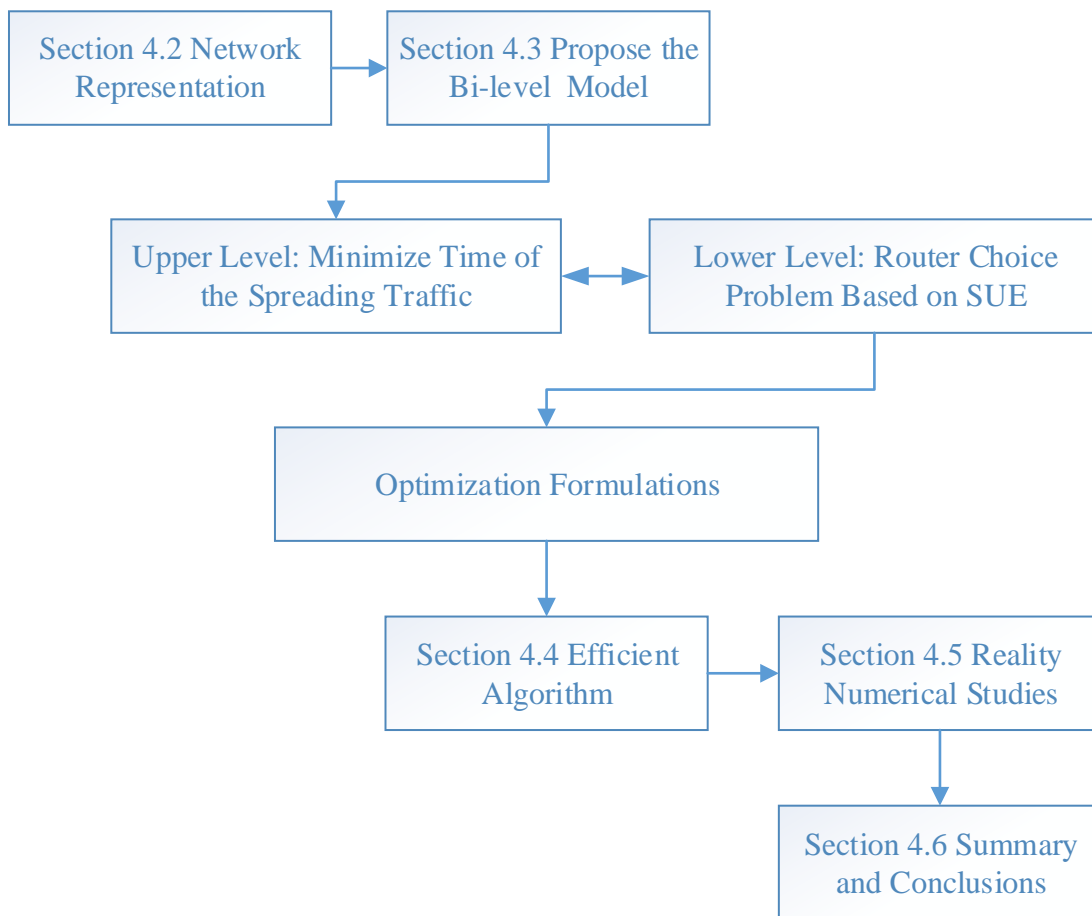 Section 4.2 Network
Representation
Section 4.3 Propose the
Bi-level Model
Upper Level: Minimize Time of
the Spreading Traffic
Lower Level: Router Choice
Problem Based on SUE
Optimization Formulations
Section 4.4 Efficient
Algorithm
Section 4.5 Reality
Numerical Studies
Section 4.6 Summary
and Conclusions